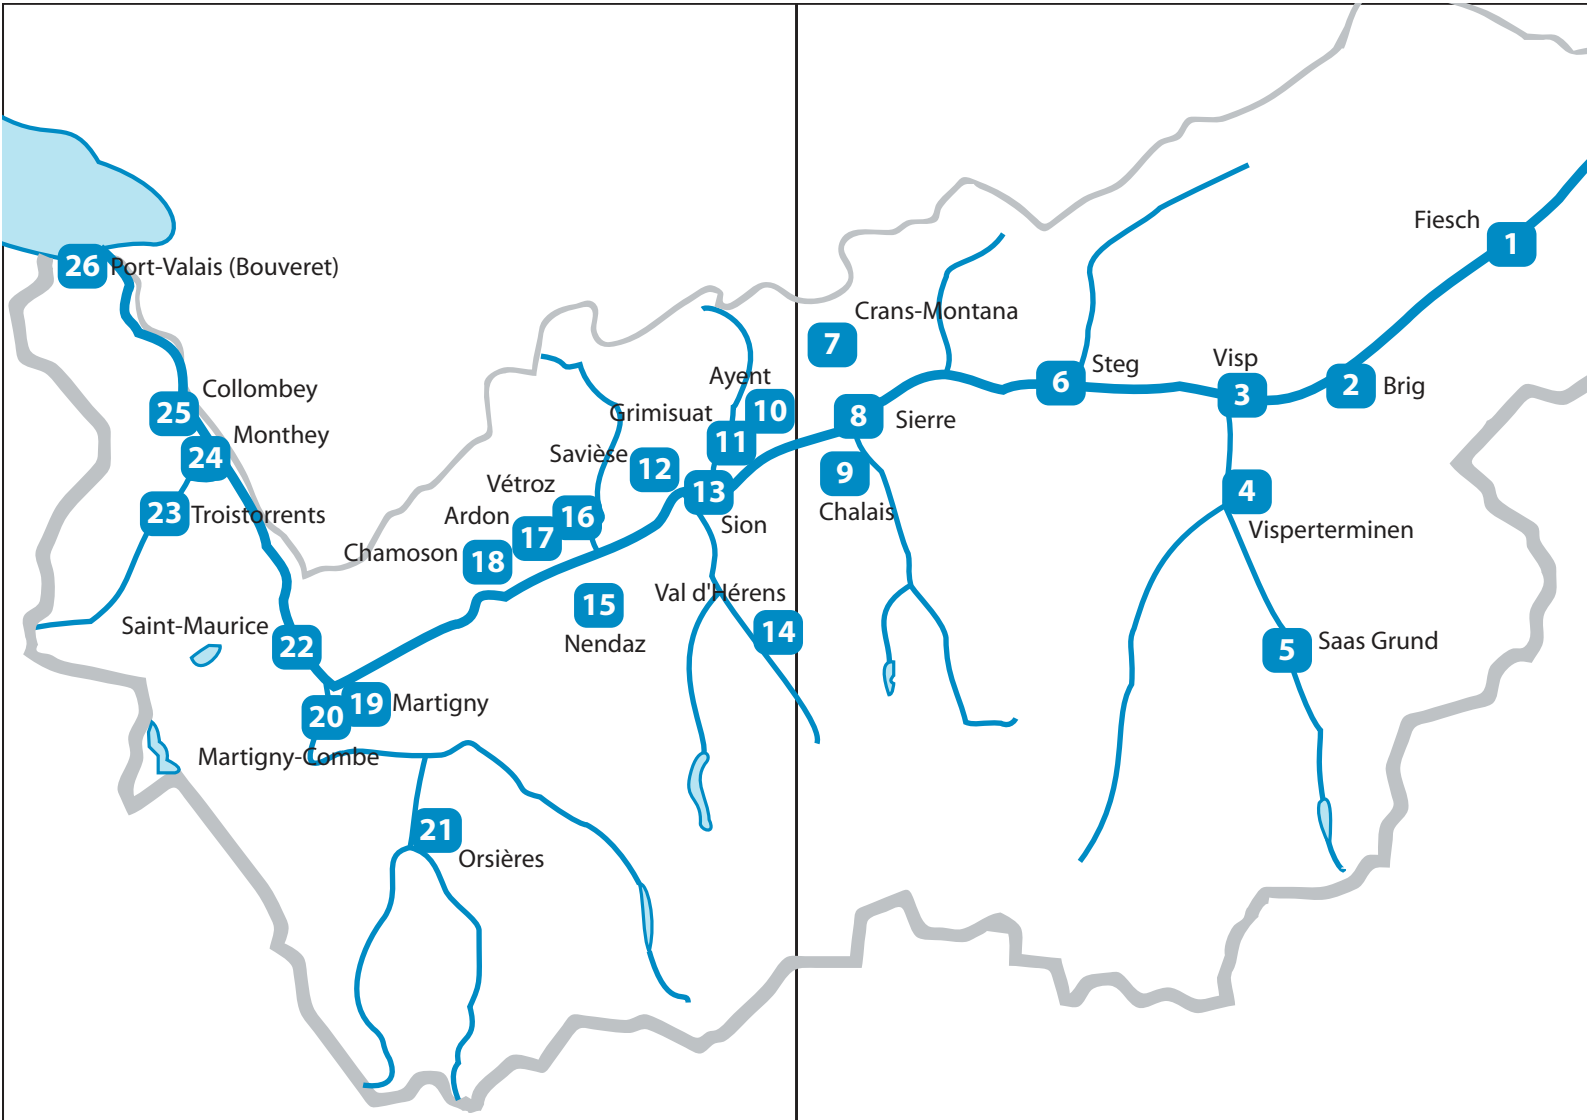 Fiesch
1
26 Port-Valais (Bouveret)
Crans-Montana
7
Visp
Steg
6
3
2 Brig
Ayent
10
Collombey
25
Grimisuat
11
8 Sierre
Monthey
24
Savièse
12
9
Chalais
Vétroz
16
13
Sion
4
Visperterminen
23 Troistorrents
Ardon
17
Chamoson 18
Val d'Hérens
14
15
Nendaz
Saint-Maurice
22
5 Saas Grund
19 Martigny
20
Martigny-Combe
21
Orsières